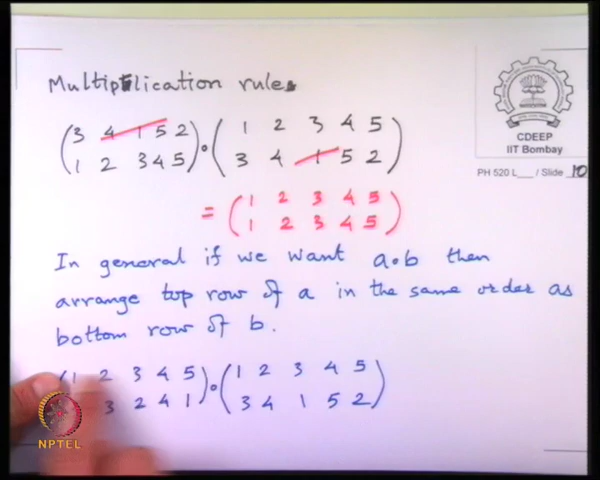 Multiplication rules
(3 4 1 5 2) ∘ (1 2 3 4 5)
(1 2 3 4 5) (3 4 1 5 2)
= (1 2 3 4 5)
(1 2 3 4 5)
In general if we want a∘b then
arrange top row of a in the same order as
bottom row of b.
(1 2 3 4 5) ∘ (1 2 3 4 5)
3 2 4 1) (3 4 1 5 2)
CDEEP
IIT Bombay
PH 520 L___ / Slide 10
NPTEL